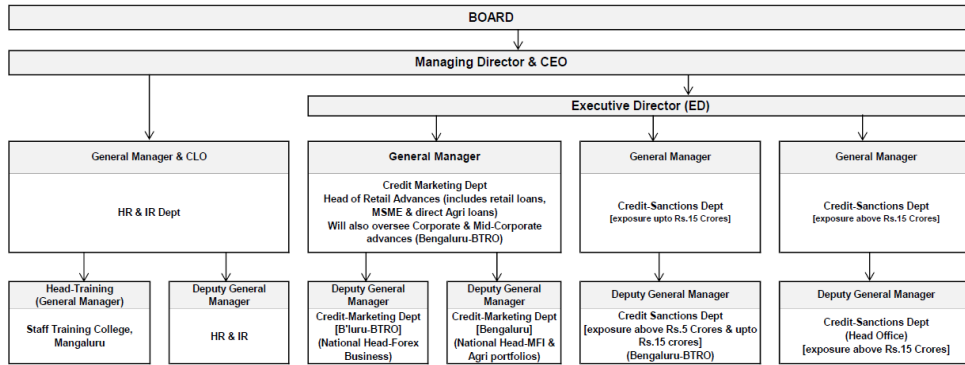 BOARD
Managing Director & CEO
Executive Director (ED)
General Manager & CLO
HR & IR Dept
General Manager
Credit Marketing Dept
Head of Retail Advances (includes retail loans,
MSME & direct Agri loans)
Will also oversee Corporate & Mid-Corporate
advances (Bengaluru-BTRO)
General Manager
Credit-Sanctions Dept
[exposure upto Rs.15 Crores]
General Manager
Credit-Sanctions Dept
[exposure above Rs.15 Crores]
Head-Training
(General Manager)
Staff Training College,
Mangaluru
Deputy General
Manager
HR & IR
Deputy General
Manager
Credit-Marketing Dept
[B'luru-BTRO]
(National Head-Forex
Business)
Deputy General
Manager
Credit-Marketing Dept
[Bengaluru]
(National Head-MFI &
Agri portfolios)
Deputy General Manager
Credit Sanctions Dept
[exposure above Rs.5 Crores & upto
Rs.15 crores]
(Bengaluru-BTRO)
Deputy General Manager
Credit-Sanctions Dept
(Head Office)
[exposure above Rs.15 Crores]